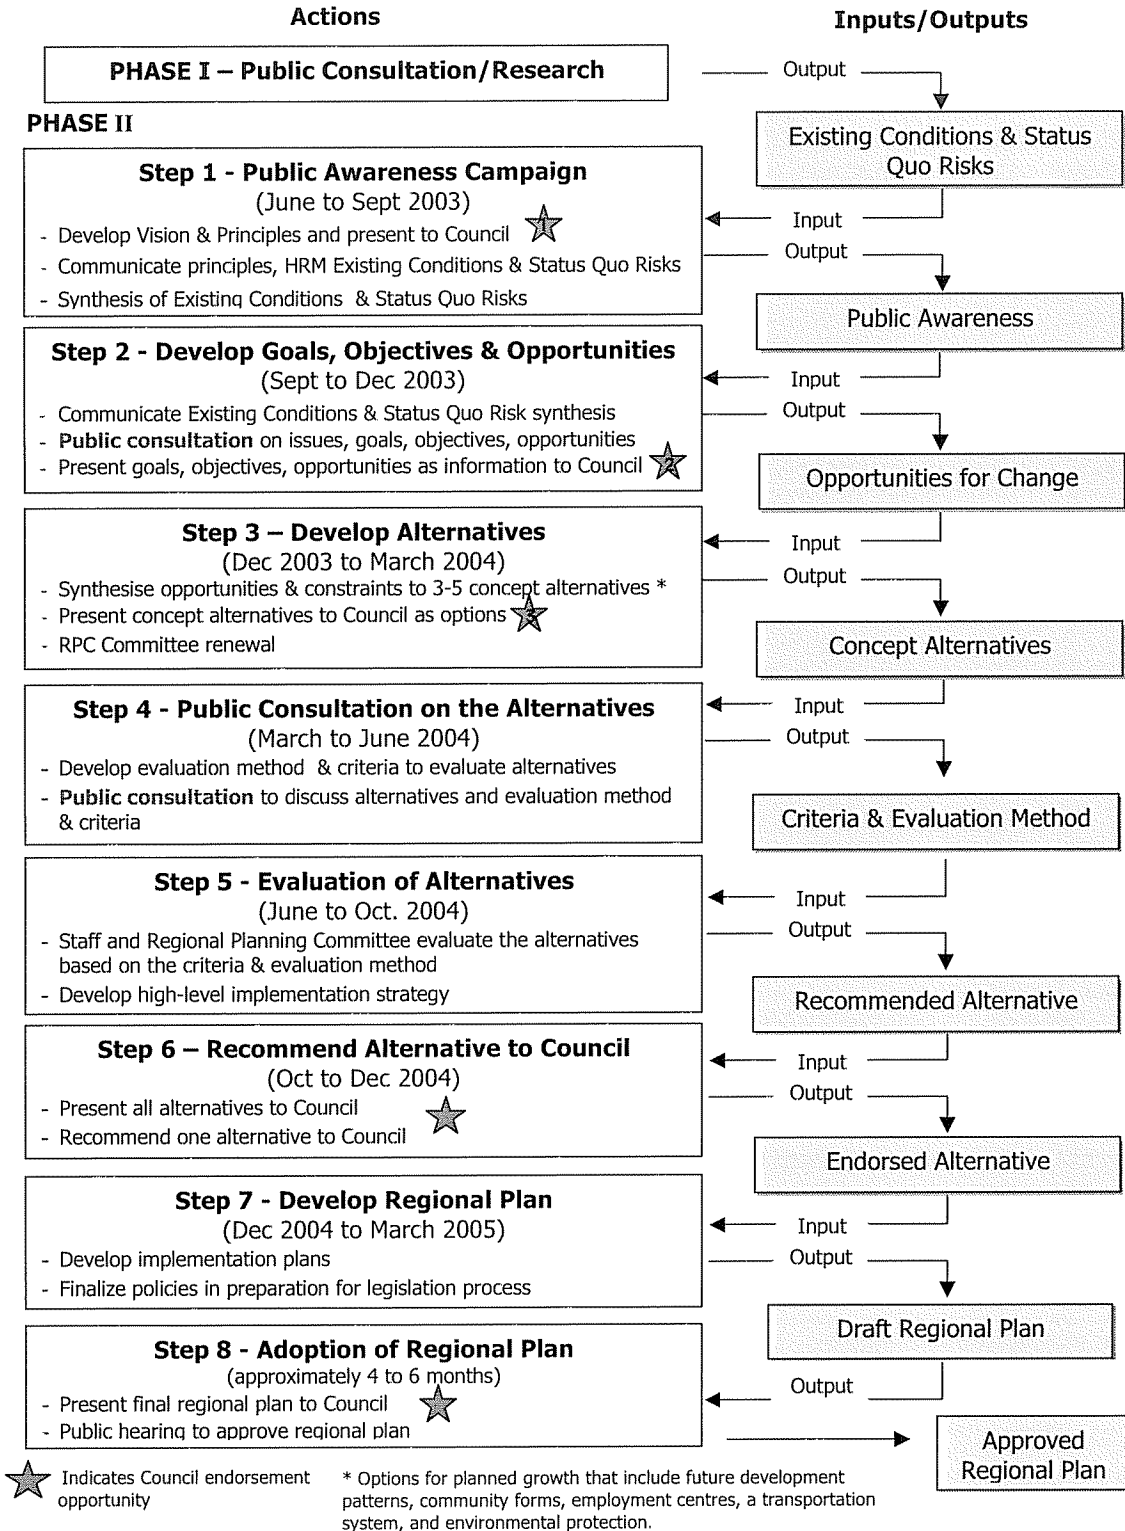 Actions
Inputs/Outputs
PHASE I – Public Consultation/Research
Output
PHASE II
Existing Conditions & Status
Quo Risks
Step 1 - Public Awareness Campaign
(June to Sept 2003)
- Develop Vision & Principles and present to Council 1
- Communicate principles, HRM Existing Conditions & Status Quo Risks
- Synthesis of Existing Conditions & Status Quo Risks
Input
Output
Public Awareness
Step 2 - Develop Goals, Objectives & Opportunities
(Sept to Dec 2003)
- Communicate Existing Conditions & Status Quo Risk synthesis
- Public consultation on issues, goals, objectives, opportunities
- Present goals, objectives, opportunities as information to Council 2
Input
Output
Opportunities for Change
Step 3 – Develop Alternatives
(Dec 2003 to March 2004)
- Synthesise opportunities & constraints to 3-5 concept alternatives *
- Present concept alternatives to Council as options 3
- RPC Committee renewal
Input
Output
Concept Alternatives
Step 4 - Public Consultation on the Alternatives
(March to June 2004)
- Develop evaluation method & criteria to evaluate alternatives
- Public consultation to discuss alternatives and evaluation method
& criteria
Input
Output
Criteria & Evaluation Method
Step 5 - Evaluation of Alternatives
(June to Oct. 2004)
- Staff and Regional Planning Committee evaluate the alternatives
based on the criteria & evaluation method
- Develop high-level implementation strategy
Input
Output
Recommended Alternative
Step 6 – Recommend Alternative to Council
(Oct to Dec 2004)
- Present all alternatives to Council
- Recommend one alternative to Council
Input
Output
Endorsed Alternative
Step 7 - Develop Regional Plan
(Dec 2004 to March 2005)
- Develop implementation plans
- Finalize policies in preparation for legislation process
Input
Output
Draft Regional Plan
Step 8 - Adoption of Regional Plan
(approximately 4 to 6 months)
- Present final regional plan to Council
- Public hearing to approve regional plan
Output
Approved
Regional Plan
Indicates Council endorsement
opportunity
* Options for planned growth that include future development
patterns, community forms, employment centres, a transportation
system, and environmental protection.